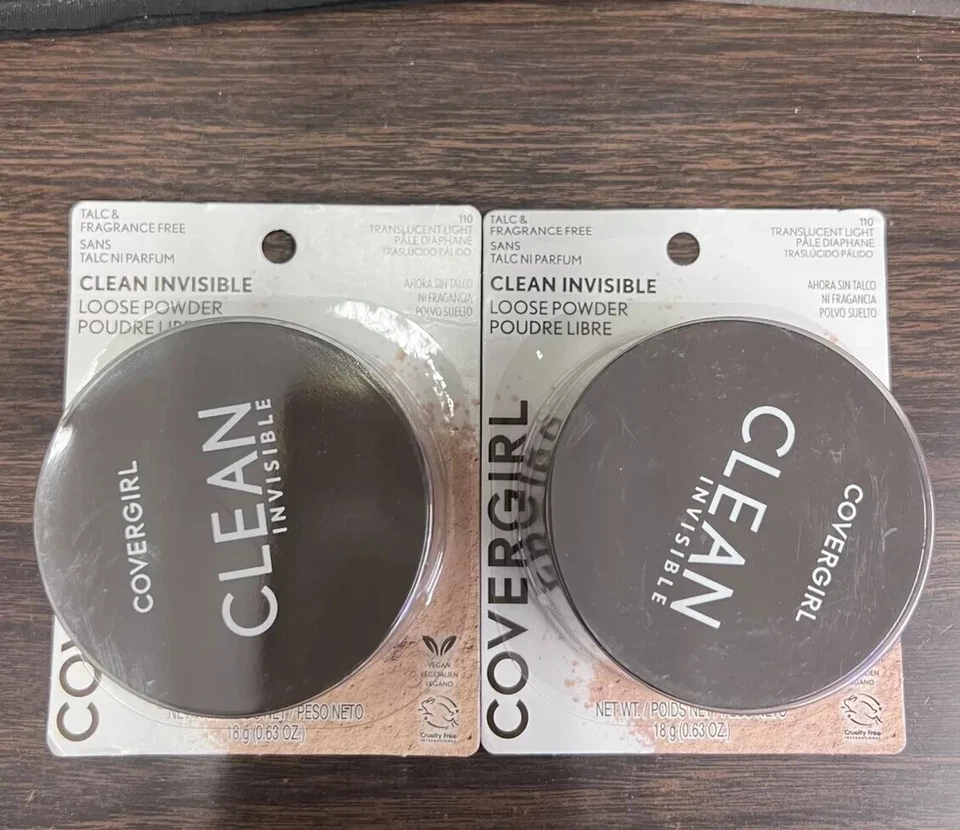 TALC &
FRAGRANCE FREE
SANS
TALC NI PARFUM
CLEAN INVISIBLE
LOOSE POWDER
POUDRE
110
TRANSLUCENT LIGHT
PÂLE DIAPHANE
TRASLÚCIDO PÁLIDO
AHORA SIN TALCO
NI FRAGANCIA
POLVO SUELTO
COVERGIRL
CLEAN
INVISIBLE
VEGAN
VÉGÉTALIEN
VEGANO
Cruelty Free
INTERNATIONAL
PESO NETO
18 g (0.63 OZ.)
TALC &
FRAGRANCE FREE
SANS
TALC NI PARFUM
CLEAN INVISIBLE
LOOSE POWDER
POUDRE LIBRE
110
TRANSLUCENT LIGHT
PÂLE DIAPHANE
TRASLÚCIDO PÁLIDO
AHORA SIN TALCO
NI FRAGANCIA
POLVO SUELTO
COVERGIRL
CLEAN
INVISIBLE
COVERGIRL
NET WT. / POIDS NET
18 g (0.63 OZ.)
Cruelty Free
INTERNATIONAL